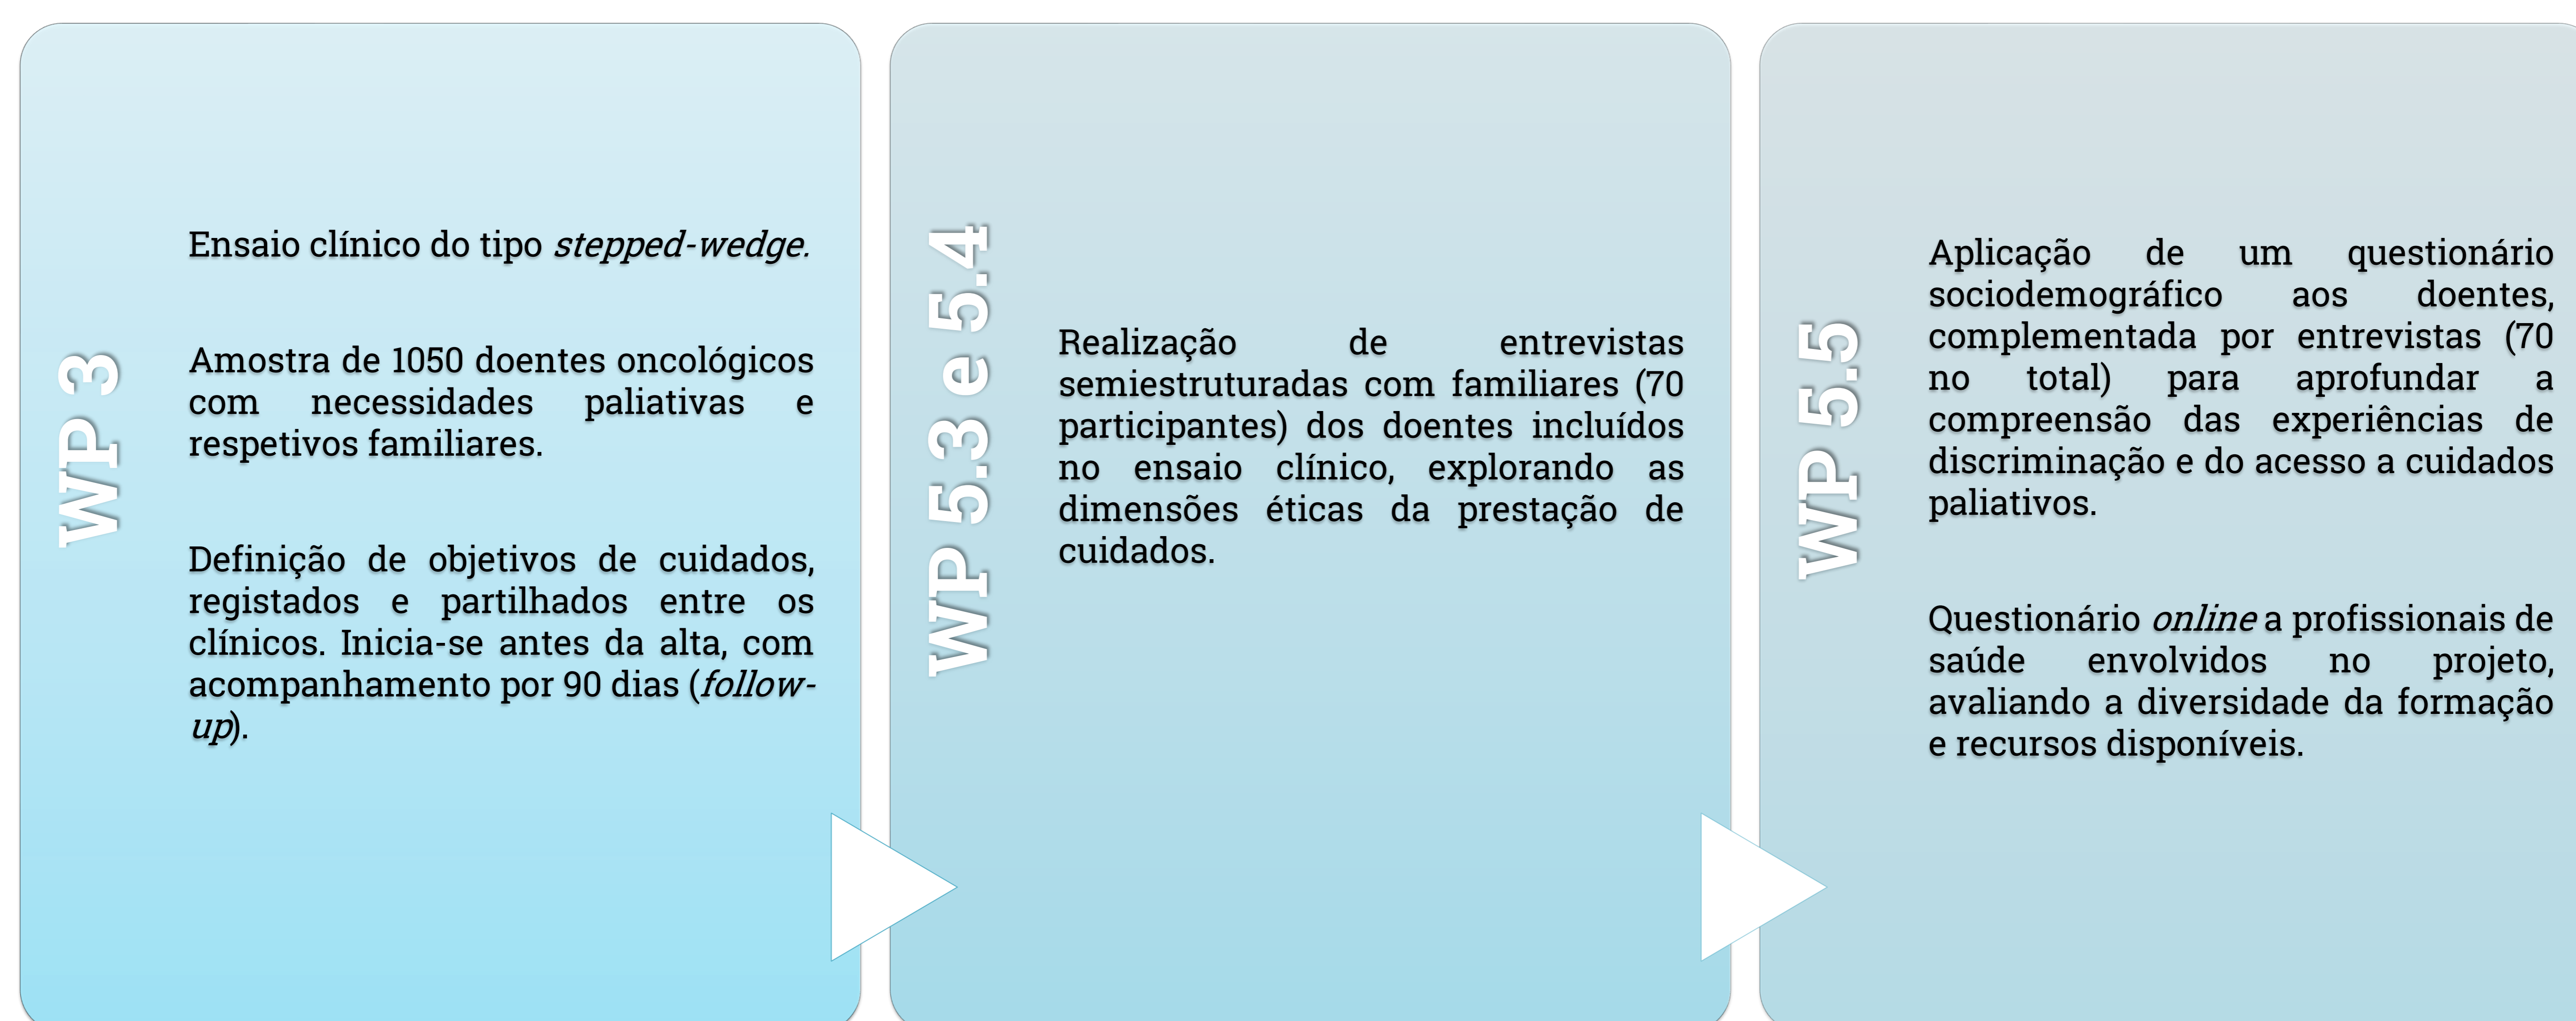 WP 3
Ensaio clínico do tipo stepped-wedge.
Amostra de 1050 doentes oncológicos
com necessidades paliativas e
respetivos familiares.
Definição de objetivos de cuidados,
registados e partilhados entre os
clínicos. Inicia-se antes da alta, com
acompanhamento por 90 dias (follow-
up).
WP 5.3 e 5.4
Realização de entrevistas
semiestruturadas com familiares (70
participantes) dos doentes incluídos
no ensaio clínico, explorando as
dimensões éticas da prestação de
cuidados.
WP 5.5
Aplicação de um questionário
sociodemográfico aos doentes,
complementada por entrevistas (70
no total) para aprofundar a
compreensão das experiências de
discriminação e do acesso a cuidados
paliativos.
Questionário online a profissionais de
saúde envolvidos no projeto,
avaliando a diversidade da formação
e recursos disponíveis.